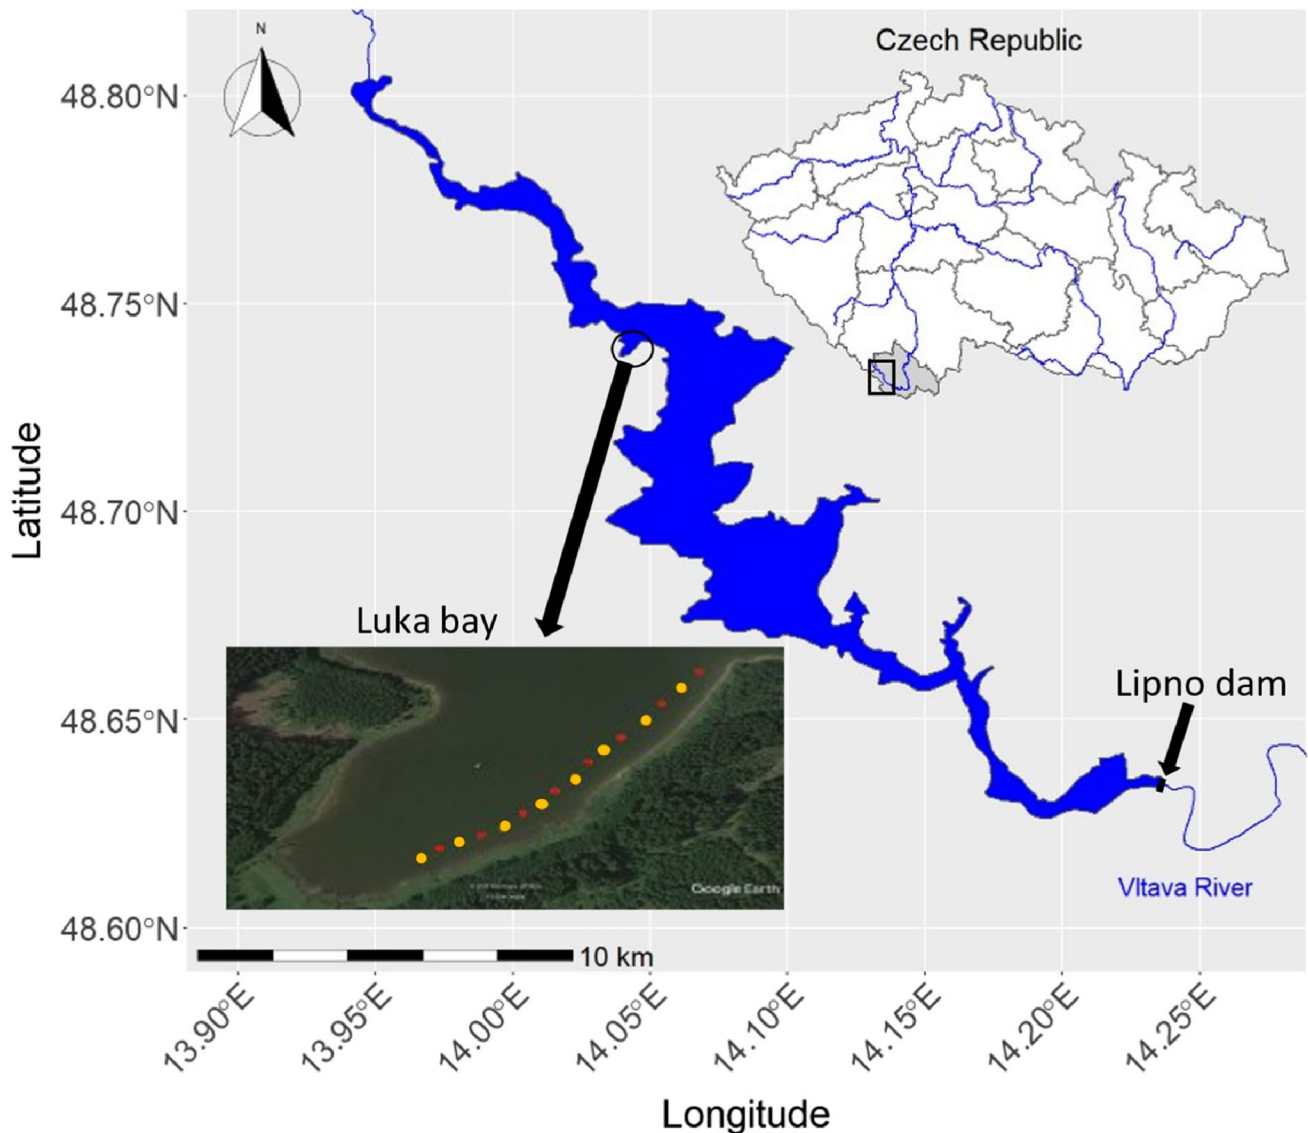 N
Czech Republic
48.80°N
48.75°N
48.70°N
48.65°N
48.60°N
Latitude
Luka bay
Lipno dam
Google Earth
Vltava River
10 km
13.90°E
13.95°E
14.00°E
14.05°E
14.10°E
14.15°E
14.20°E
14.25°E
Longitude